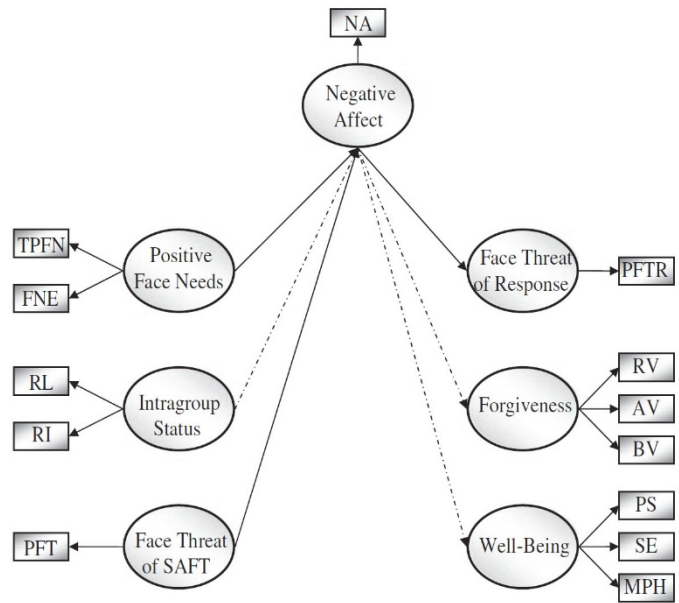 NA
Negative
Affect
TPFN
FNE
Positive
Face Needs
Face Threat
of Response
PFTR
RL
RI
Intragroup
Status
Forgiveness
RV
AV
BV
PFT
Face Threat
of SAFT
Well-Being
PS
SE
MPH